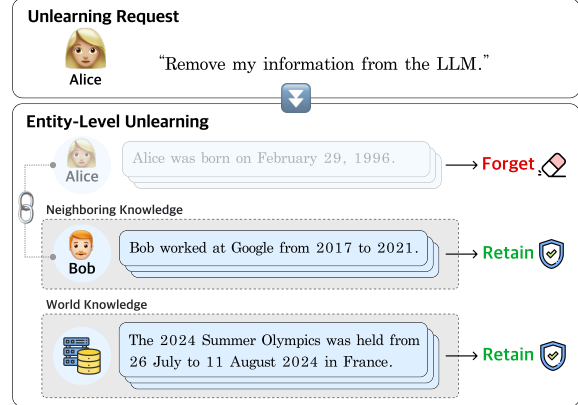 Unlearning Request
Alice
“Remove my information from the LLM.”
Entity-Level Unlearning
Alice
Alice was born on February 29, 1996.
Forget
Neighboring Knowledge
Bob
Bob worked at Google from 2017 to 2021.
Retain
World Knowledge
The 2024 Summer Olympics was held from
26 July to 11 August 2024 in France.
Retain